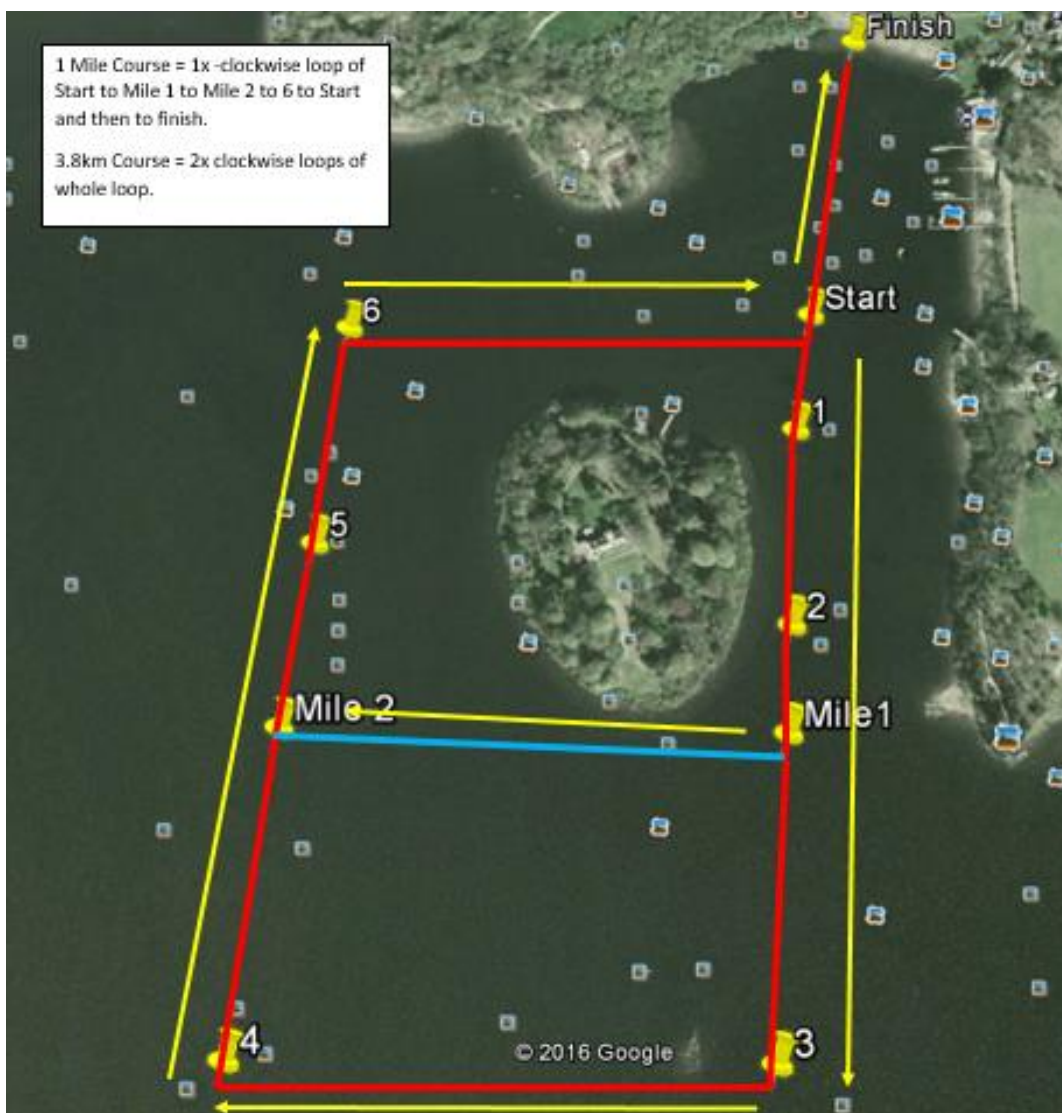 Finish
1 Mile Course = 1x -clockwise loop of
Start to Mile 1 to Mile 2 to 6 to Start
and then to finish.
3.8km Course = 2x clockwise loops of
whole loop.
6
Start
1
5
2
Mile 2
Mile1
4
3
© 2016 Google